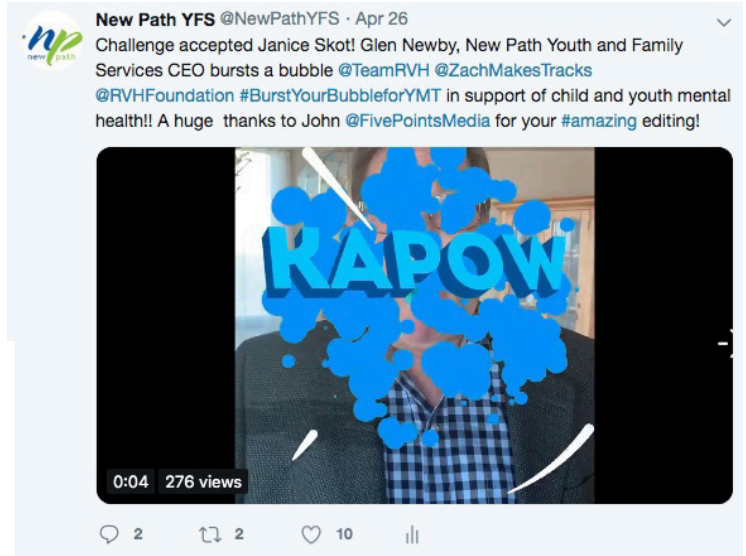 New Path YFS @NewPathYFS · Apr 26
Challenge accepted Janice Skot! Glen Newby, New Path Youth and Family
Services CEO bursts a bubble @TeamRVH @ZachMakesTracks
@RVHFoundation #BurstYourBubbleforYMT in support of child and youth mental
health!! A huge  thanks to John @FivePointsMedia for your #amazing editing!
np
new path
KAPOW
0:04 276 views
2 2 10